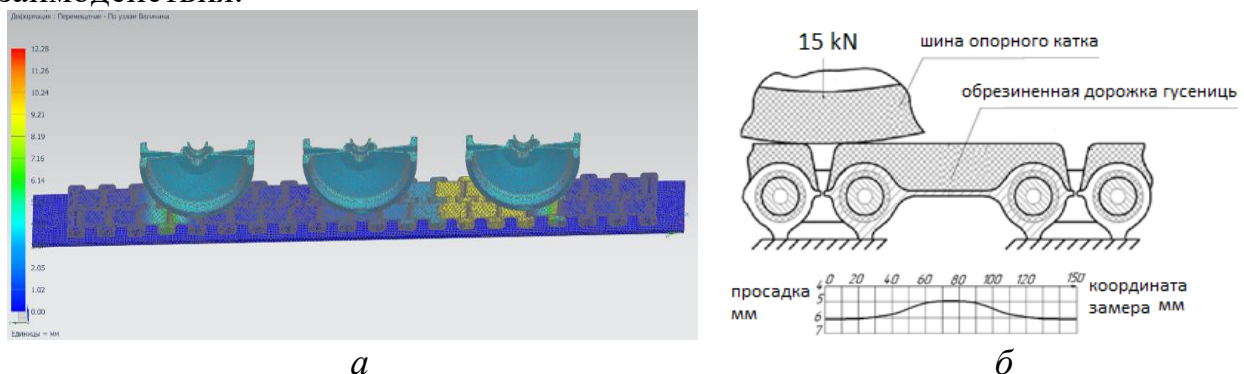 заимодействия.
Деформация : Перемещение - По узлам Величина
12.28
11.26
10.24
9.21
8.19
7.16
6.14
2.05
1.02
0.00
Единицы = мм
15 kN
шина опорного катка
обрезиненная дорожка гусениць
просадка
мм
4
5
6
7
0 20 40 60 80 100 120 150
координата
замера мм
а
б